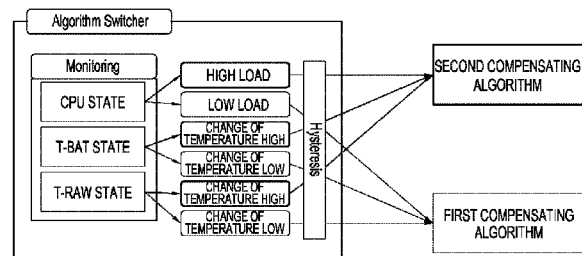 Algorithm Switcher
Monitoring
CPU STATE
T-BAT STATE
T-RAW STATE
HIGH LOAD
LOW LOAD
CHANGE OF
TEMPERATURE HIGH
CHANGE OF
TEMPERATURE LOW
CHANGE OF
TEMPERATURE HIGH
CHANGE OF
TEMPERATURE LOW
Hysteresis
SECOND COMPENSATING
ALGORITHM
FIRST COMPENSATING
ALGORITHM